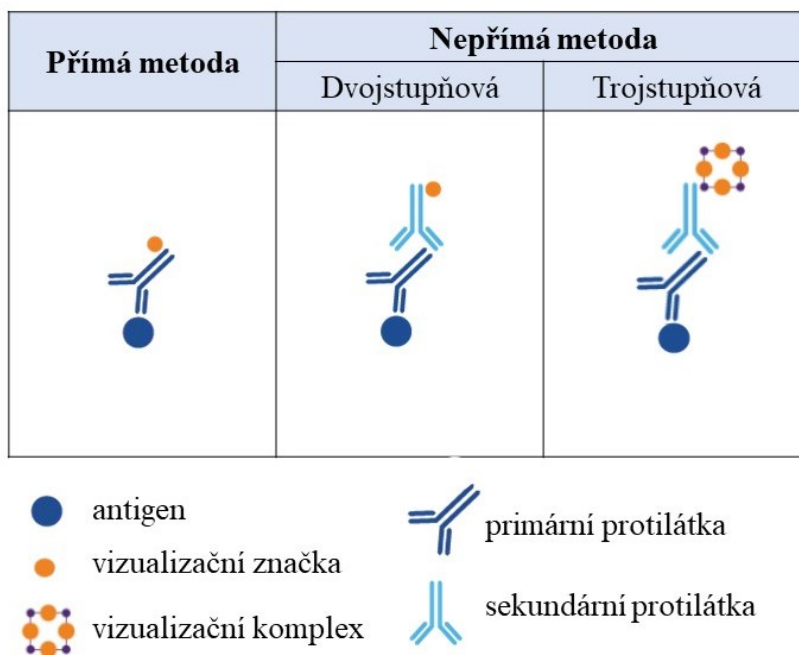 Přímá metoda
Nepřímá metoda
Dvojstupňová
Trojstupňová
antigen
vizualizační značka
vizualizační komplex
primární protilátka
sekundární protilátka